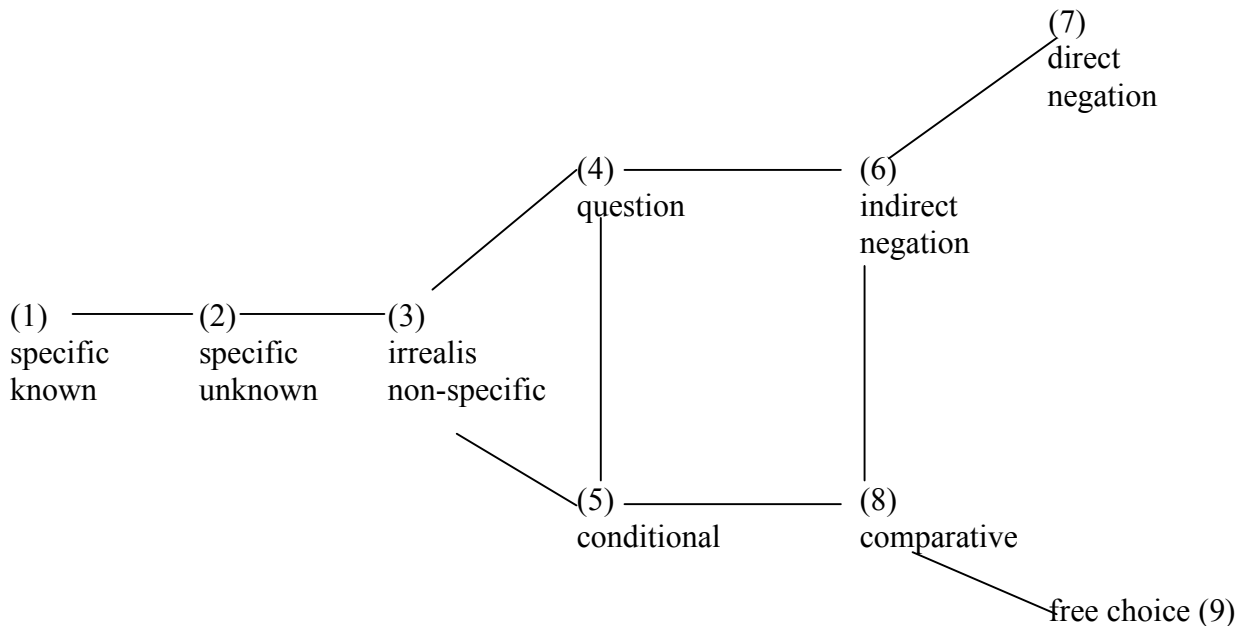 (7)
direct
negation
(4)
question
(6)
indirect
negation
(1)
specific
known
(2)
specific
unknown
(3)
irrealis
non-specific
(5)
conditional
(8)
comparative
free choice (9)